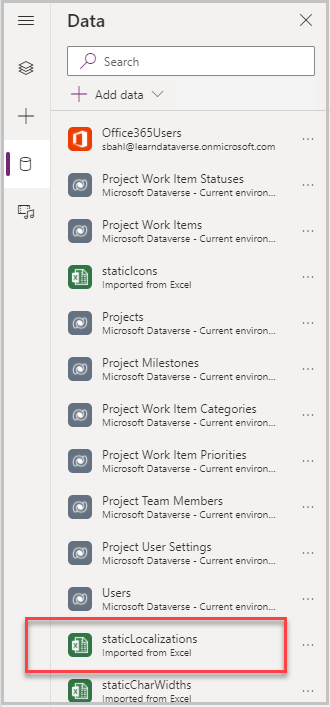 Data
Search
Add data
Office365Users
sbahl@learndataverse.onmicrosoft.com
Project Work Item Statuses
Microsoft Dataverse - Current environ...
Project Work Items
Microsoft Dataverse - Current environ...
staticIcons
Imported from Excel
Projects
Microsoft Dataverse - Current environ...
Project Milestones
Microsoft Dataverse - Current environ...
Project Work Item Categories
Microsoft Dataverse - Current environ...
Project Work Item Priorities
Microsoft Dataverse - Current environ...
Project Team Members
Microsoft Dataverse - Current environ...
Project User Settings
Microsoft Dataverse - Current environ...
Users
Microsoft Dataverse - Current environ...
staticLocalizations
Imported from Excel
staticCharWidths
Imported from Excel